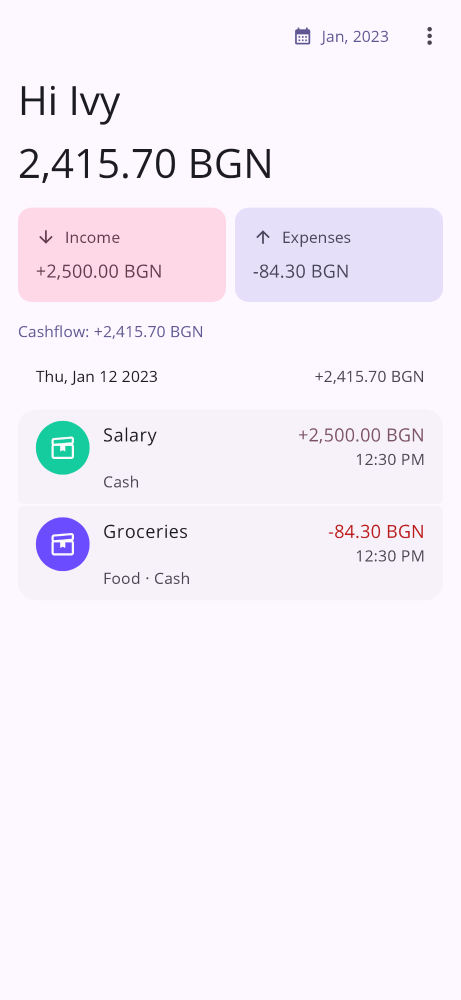 Jan, 2023
Hi Ivy
2,415.70 BGN
Income
+2,500.00 BGN
Expenses
-84.30 BGN
Cashflow: +2,415.70 BGN
Thu, Jan 12 2023
+2,415.70 BGN
Salary
+2,500.00 BGN
12:30 PM
Cash
Groceries
-84.30 BGN
12:30 PM
Food · Cash